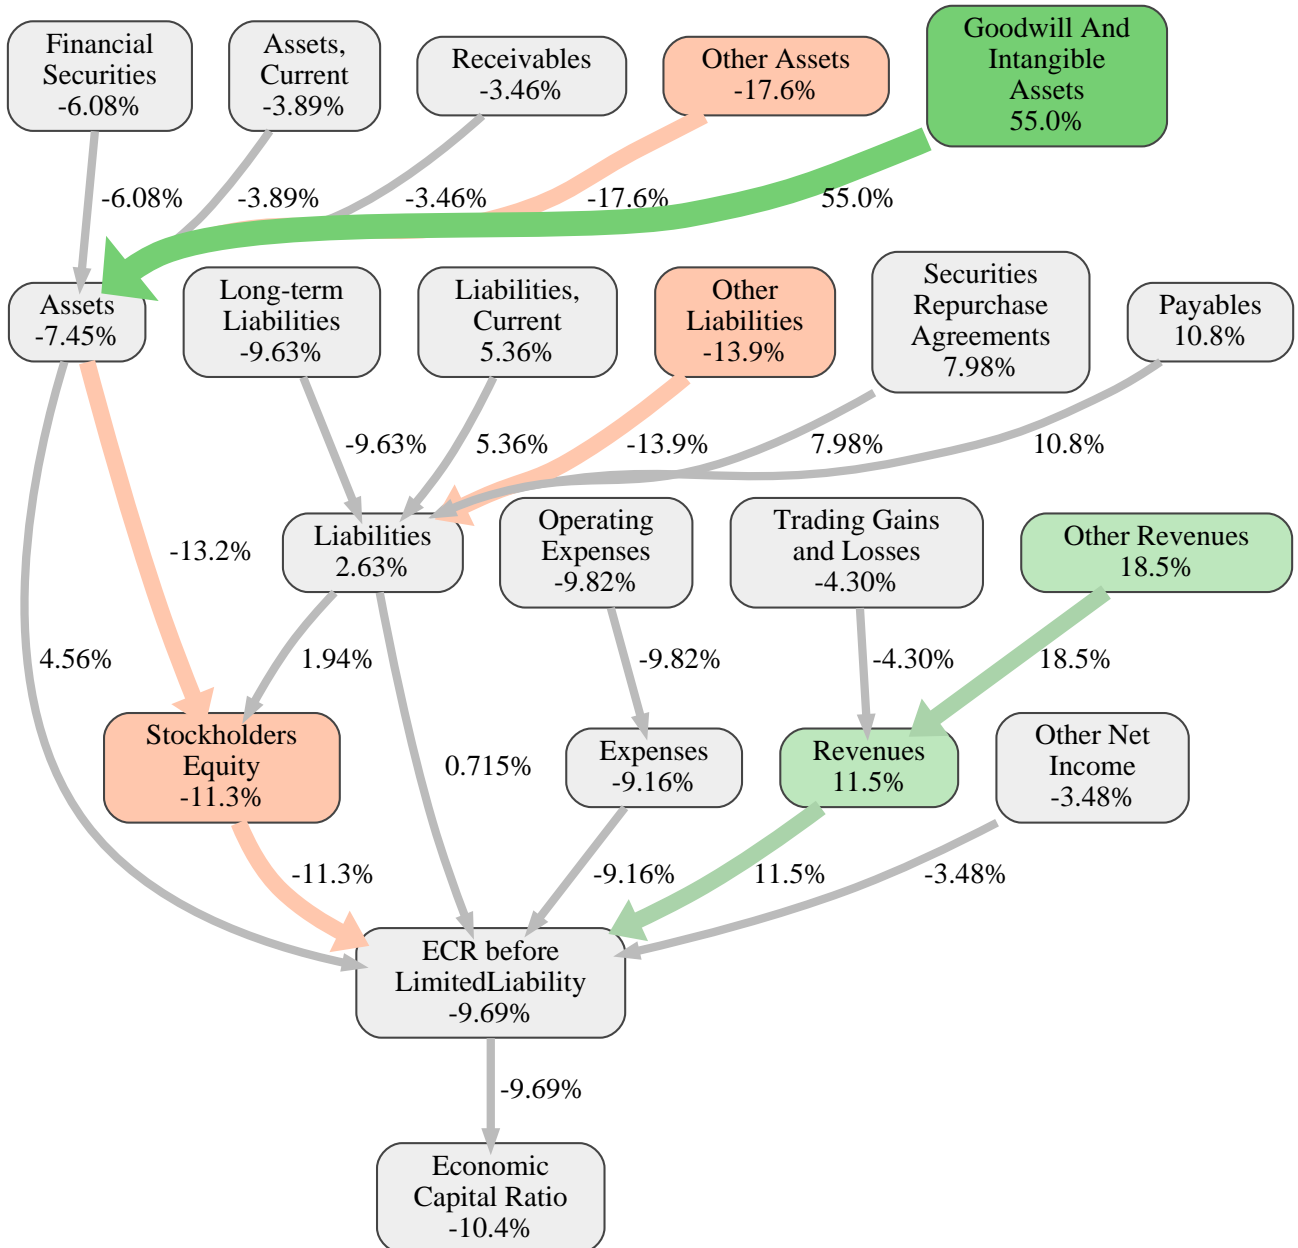 Financial
Securities
-6.08%
Assets,
Current
-3.89%
Receivables
-3.46%
Other Assets
-17.6%
Goodwill And
Intangible
Assets
55.0%
-6.08%
-3.89%
-3.46%
-17.6%
55.0%
Assets
-7.45%
Long-term
Liabilities
-9.63%
Liabilities,
Current
5.36%
Other
Liabilities
-13.9%
Securities
Repurchase
Agreements
7.98%
Payables
10.8%
-9.63%
5.36%
-13.9%
7.98%
10.8%
Liabilities
2.63%
Operating
Expenses
-9.82%
Trading Gains
and Losses
-4.30%
Other Revenues
18.5%
-13.2%
4.56%
1.94%
-9.82%
-4.30%
18.5%
Stockholders
Equity
-11.3%
0.715%
Expenses
-9.16%
Revenues
11.5%
Other Net
Income
-3.48%
-11.3%
-9.16%
11.5%
-3.48%
ECR before
LimitedLiability
-9.69%
-9.69%
Economic
Capital Ratio
-10.4%